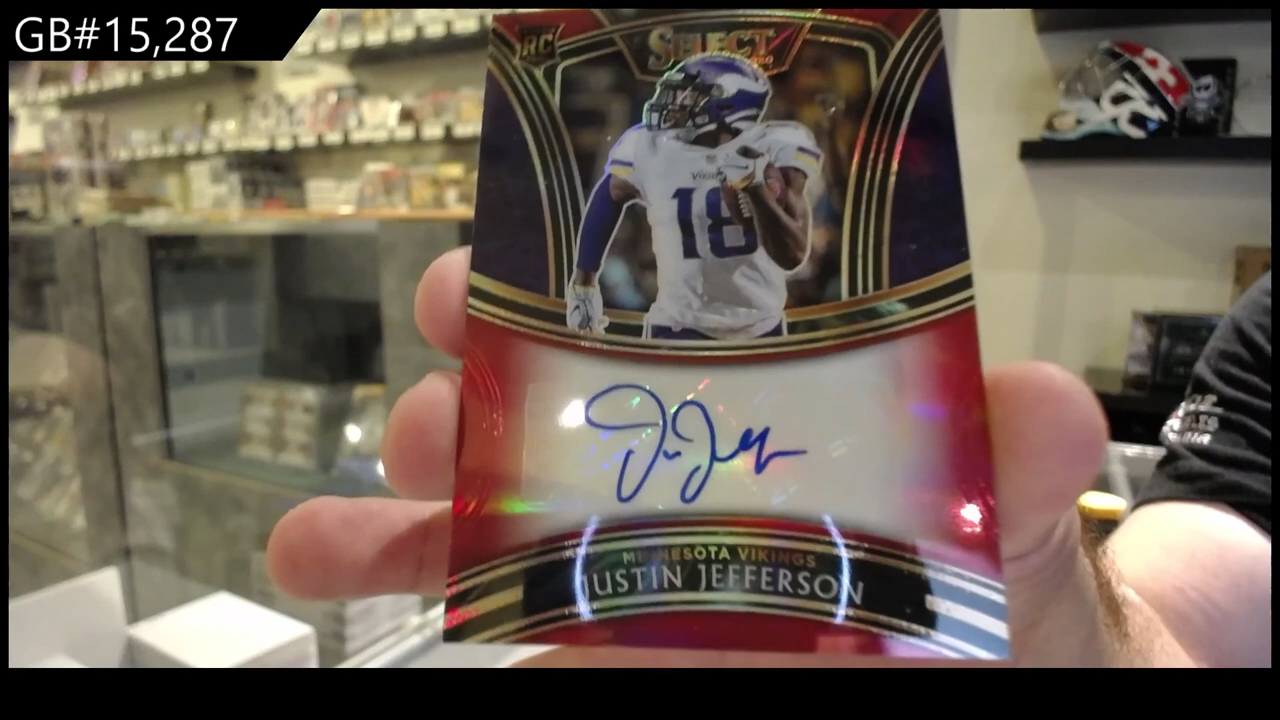 GB#15,287
RC
SELECT
VIKINGS
18
MINNESOTA VIKINGS
JUSTIN JEFFERSON